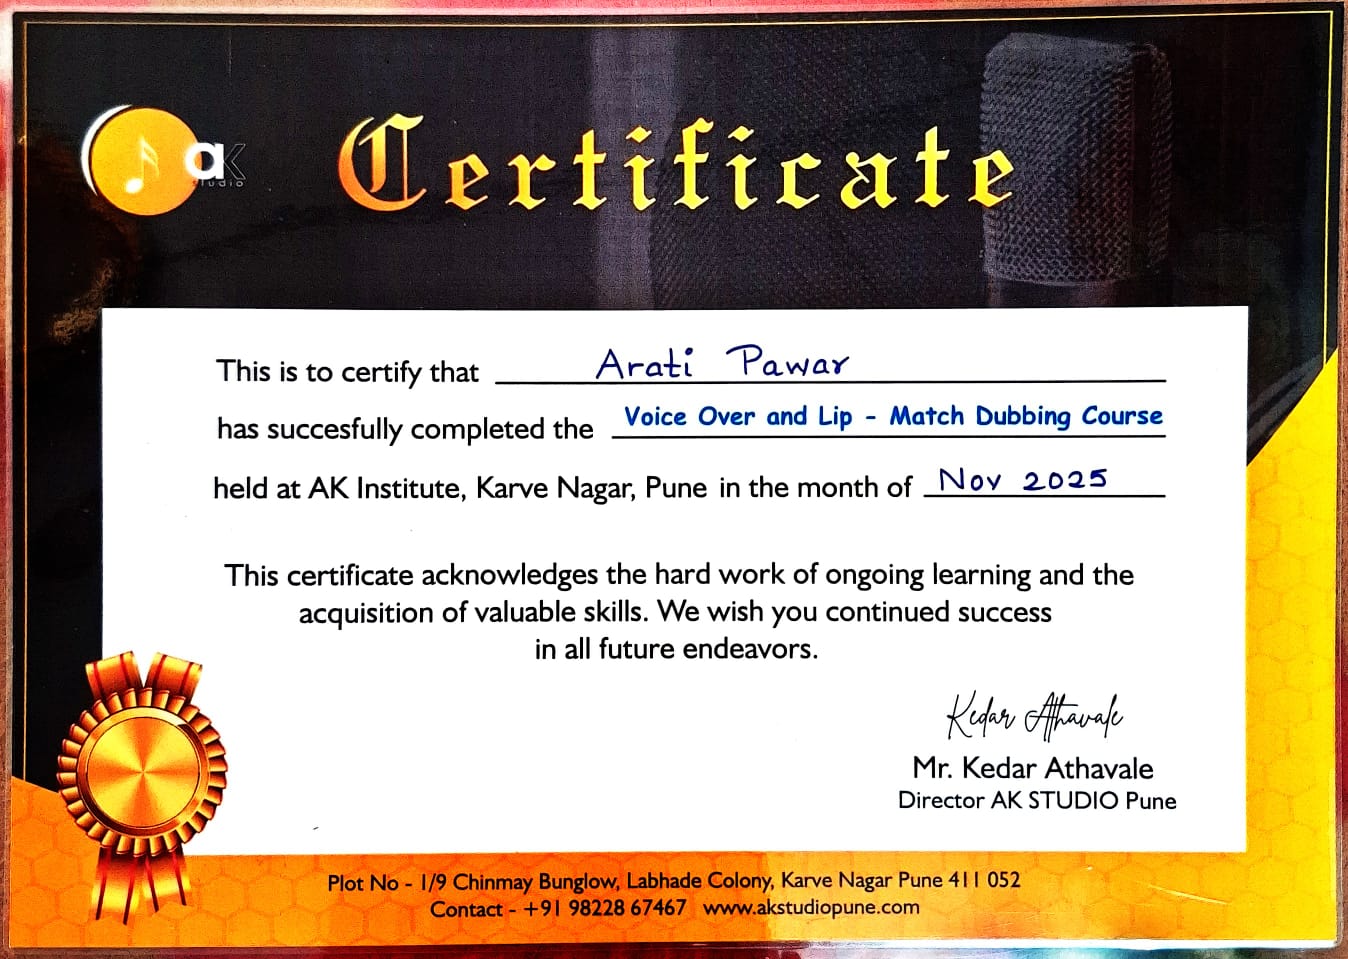 ak
studio
Certificate
This is to certify that Arati Pawar
has succesfully completed the Voice Over and Lip - Match Dubbing Course
held at AK Institute, Karve Nagar, Pune in the month of Nov 2025
This certificate acknowledges the hard work of ongoing learning and the
acquisition of valuable skills. We wish you continued success
in all future endeavors.
Kedar Athavale
Mr. Kedar Athavale
Director AK STUDIO Pune
Plot No - 1/9 Chinmay Bunglow, Labhade Colony, Karve Nagar Pune 411 052
Contact - +91 98228 67467 www.akstudiopune.com